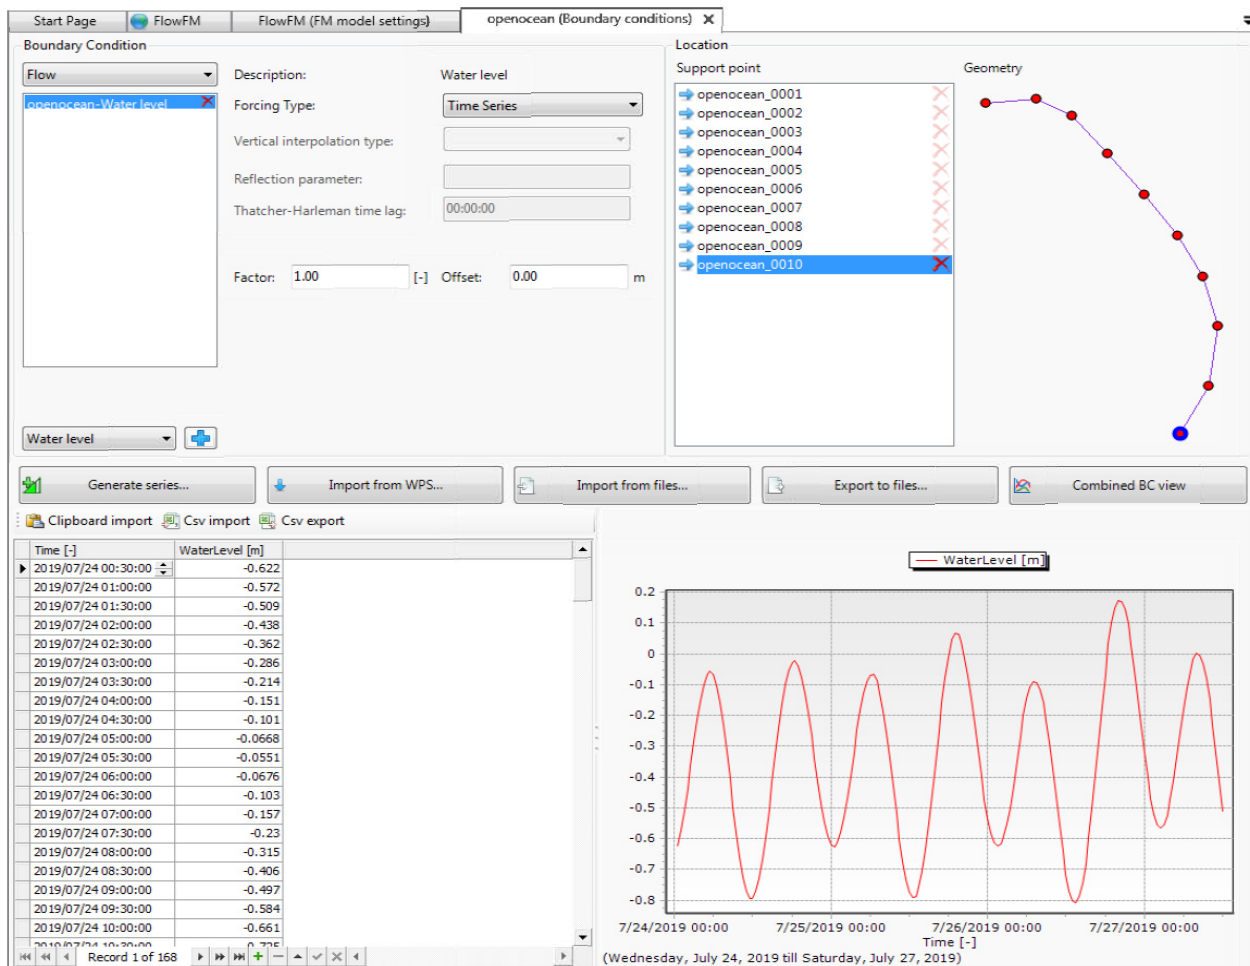 Start Page FlowFM FlowFM (FM model settings) openocean (Boundary conditions)
Boundary Condition
Flow
openocean-Water level
Description: Water level
Forcing Type: Time Series
Vertical interpolation type:
Reflection parameter:
Thatcher-Harleman time lag: 00:00:00
Factor: 1.00 [-] Offset: 0.00 m
Water level
Location
Support point Geometry
openocean_0001
openocean_0002
openocean_0003
openocean_0004
openocean_0005
openocean_0006
openocean_0007
openocean_0008
openocean_0009
openocean_0010
Generate series... Import from WPS... Import from files... Export to files... Combined BC view
Clipboard import Csv import Csv export
Time [-] WaterLevel [m]
2019/07/24 00:30:00 -0.622
2019/07/24 01:00:00 -0.572
2019/07/24 01:30:00 -0.509
2019/07/24 02:00:00 -0.438
2019/07/24 02:30:00 -0.362
2019/07/24 03:00:00 -0.286
2019/07/24 03:30:00 -0.214
2019/07/24 04:00:00 -0.151
2019/07/24 04:30:00 -0.101
2019/07/24 05:00:00 -0.0668
2019/07/24 05:30:00 -0.0551
2019/07/24 06:00:00 -0.0676
2019/07/24 06:30:00 -0.103
2019/07/24 07:00:00 -0.157
2019/07/24 07:30:00 -0.23
2019/07/24 08:00:00 -0.315
2019/07/24 08:30:00 -0.406
2019/07/24 09:00:00 -0.497
2019/07/24 09:30:00 -0.584
2019/07/24 10:00:00 -0.661
2019/07/24 10:30:00 -0.725
Record 1 of 168
WaterLevel [m]
0.2
0.1
0
-0.1
-0.2
-0.3
-0.4
-0.5
-0.6
-0.7
-0.8
7/24/2019 00:00 7/25/2019 00:00 7/26/2019 00:00 7/27/2019 00:00
Time [-]
(Wednesday, July 24, 2019 till Saturday, July 27, 2019)